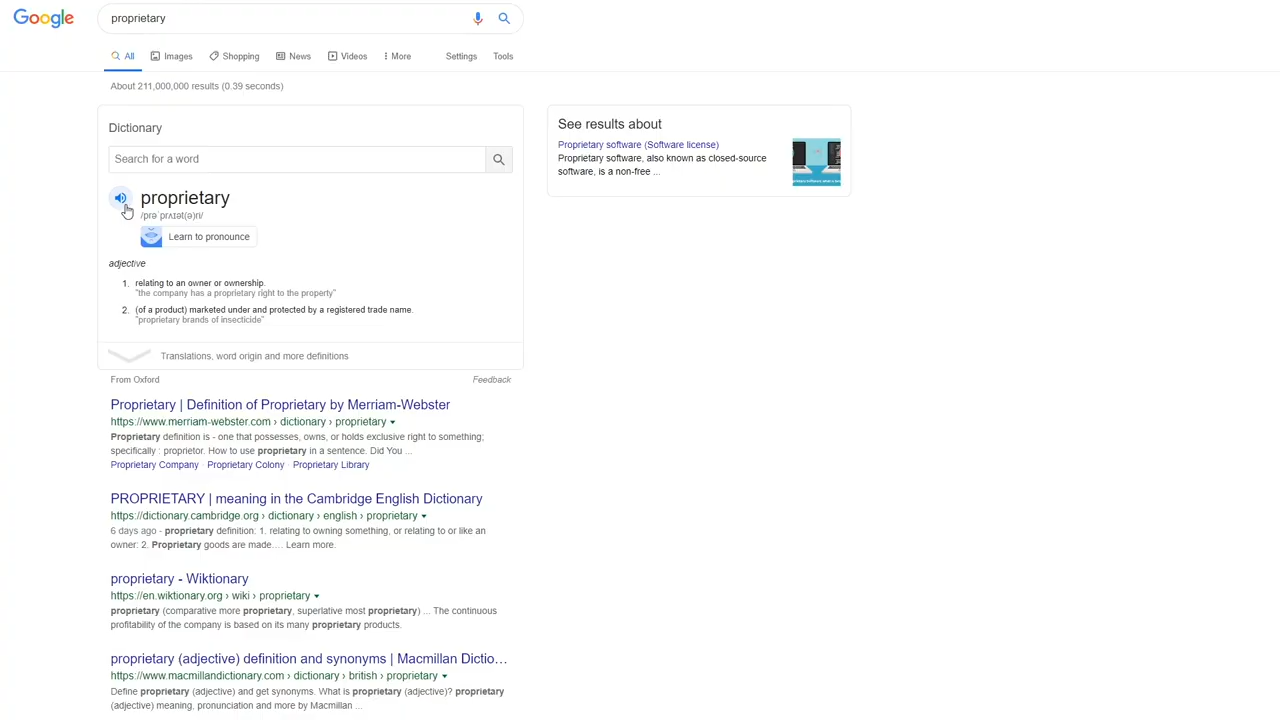 Google
proprietary
All Images Shopping News Videos More Settings Tools
About 211,000,000 results (0.39 seconds)
Dictionary
Search for a word
proprietary
/prəˈprʌɪət(ə)ri/
Learn to pronounce
adjective
1. relating to an owner or ownership.
"the company has a proprietary right to the property"
2. (of a product) marketed under and protected by a registered trade name.
"proprietary brands of insecticide"
Translations, word origin and more definitions
From Oxford Feedback
Proprietary | Definition of Proprietary by Merriam-Webster
https://www.merriam-webster.com › dictionary › proprietary
Proprietary definition is - one that possesses, owns, or holds exclusive right to something;
specifically : proprietor. How to use proprietary in a sentence. Did You ...
Proprietary Company · Proprietary Colony · Proprietary Library
PROPRIETARY | meaning in the Cambridge English Dictionary
https://dictionary.cambridge.org › dictionary › english › proprietary
6 days ago - proprietary definition: 1. relating to owning something, or relating to or like an
owner: 2. Proprietary goods are made.... Learn more.
proprietary - Wiktionary
https://en.wiktionary.org › wiki › proprietary
proprietary (comparative more proprietary, superlative most proprietary) ... The continuous
profitability of the company is based on its many proprietary products.
proprietary (adjective) definition and synonyms | Macmillan Dictio...
https://www.macmillandictionary.com › dictionary › british › proprietary
Define proprietary (adjective) and get synonyms. What is proprietary (adjective)? proprietary
(adjective) meaning, pronunciation and more by Macmillan ...
See results about
Proprietary software (Software license)
Proprietary software, also known as closed-source
software, is a non-free ...